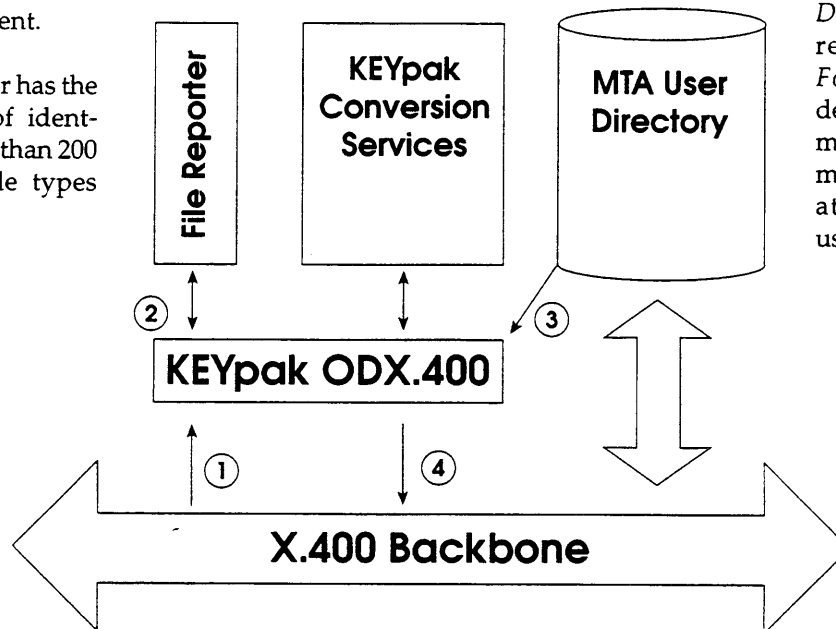 ent.
r has the
of ident-
than 200
le types
File Reporter
KEYpak
Conversion
Services
MTA User
Directory
D
re
Fo
de
m
m
at
us
2
3
KEYpak ODX.400
1
4
X.400 Backbone